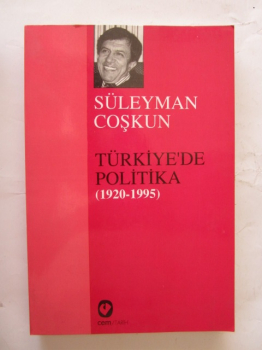 SÜLEYMAN
COŞKUN
TÜRKİYE'DE
POLİTİKA
(1920-1995)